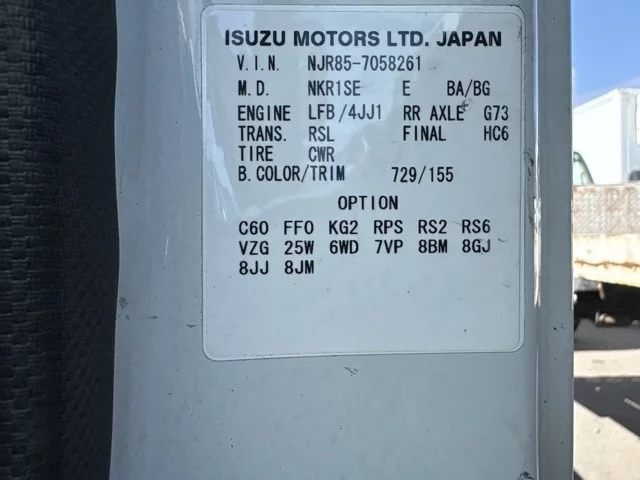 ISUZU MOTORS LTD. JAPAN
V.I.N. NJR85-7058261
M.D. NKR1SE E BA/BG
ENGINE LFB/4JJ1 RR AXLE G73
TRANS. RSL FINAL HC6
TIRE CWR
B.COLOR/TRIM 729/155
OPTION
C60 FF0 KG2 RPS RS2 RS6
VZG 25W 6WD 7VP 8BM 8GJ
8JJ 8JM